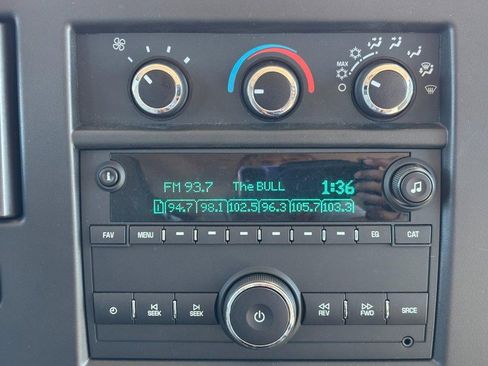 MAX
FM 93.7 The BULL 1:36
1 94.7 98.1 102.5 96.3 105.7 103.3
FAV MENU EQ CAT
SEEK SEEK REV FWD SRCE